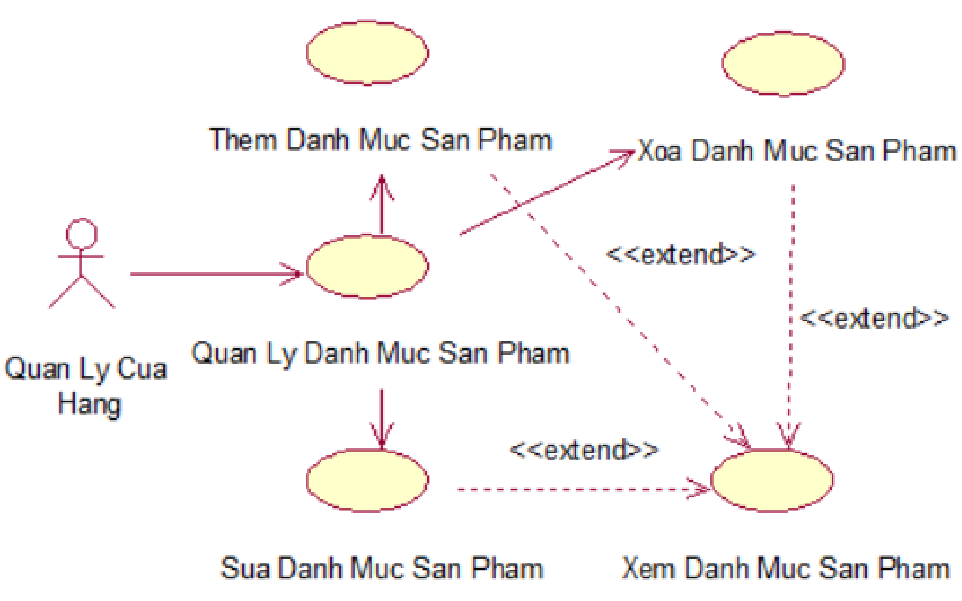 Them Danh Muc San Pham
Xoa Danh Muc San Pham
<<extend>>
<<extend>>
Quan Ly Cua
Hang
Quan Ly Danh Muc San Pham
<<extend>>
Sua Danh Muc San Pham
Xem Danh Muc San Pham